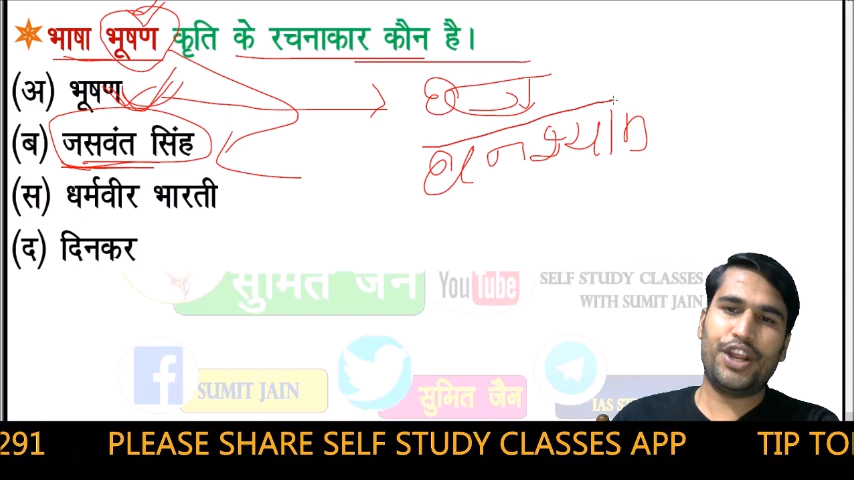 भाषा भूषण कृति के रचनाकार कौन है।
(अ) भूषण
(ब) जसवंत सिंह
(स) धर्मवीर भारती
(द) दिनकर
घनश्याम
सुमित जैन
YouTube
SELF STUDY CLASSES
WITH SUMIT JAIN
SUMIT JAIN
सुमित जैन
291 PLEASE SHARE SELF STUDY CLASSES APP TIP